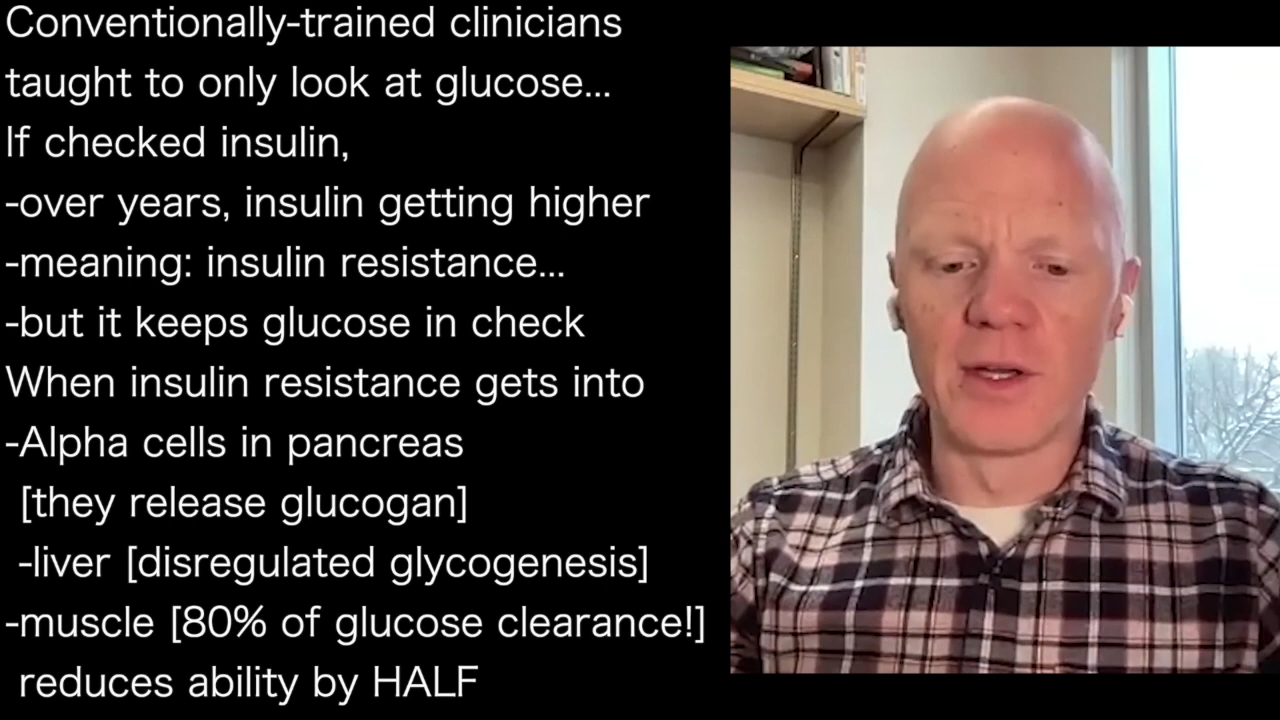 Conventionally-trained clinicians
taught to only look at glucose...
If checked insulin,
-over years, insulin getting higher
-meaning: insulin resistance...
-but it keeps glucose in check
When insulin resistance gets into
-Alpha cells in pancreas
[they release glucogan]
-liver [disregulated glycogenesis]
-muscle [80% of glucose clearance!]
reduces ability by HALF